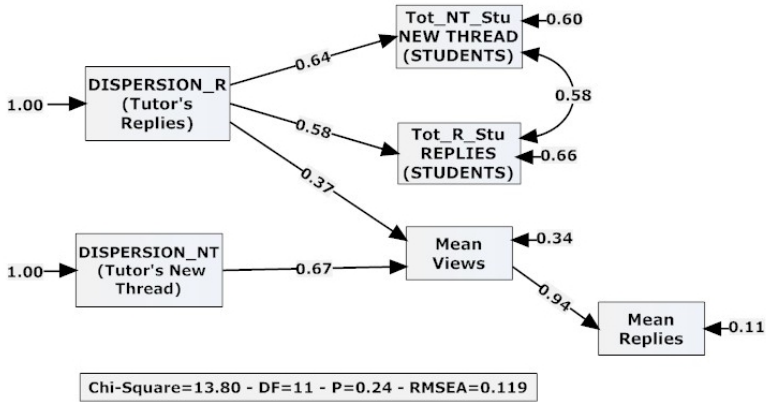 Tot_NT_Stu
NEW THREAD
(STUDENTS)
0.60
0.64
DISPERSION_R
(Tutor's
Replies)
1.00
0.58
0.58
Tot_R_Stu
REPLIES
(STUDENTS)
0.66
0.37
DISPERSION_NT
(Tutor's New
Thread)
1.00
0.67
Mean
Views
0.34
0.94
Mean
Replies
0.11
Chi-Square=13.80 - DF=11 - P=0.24 - RMSEA=0.119